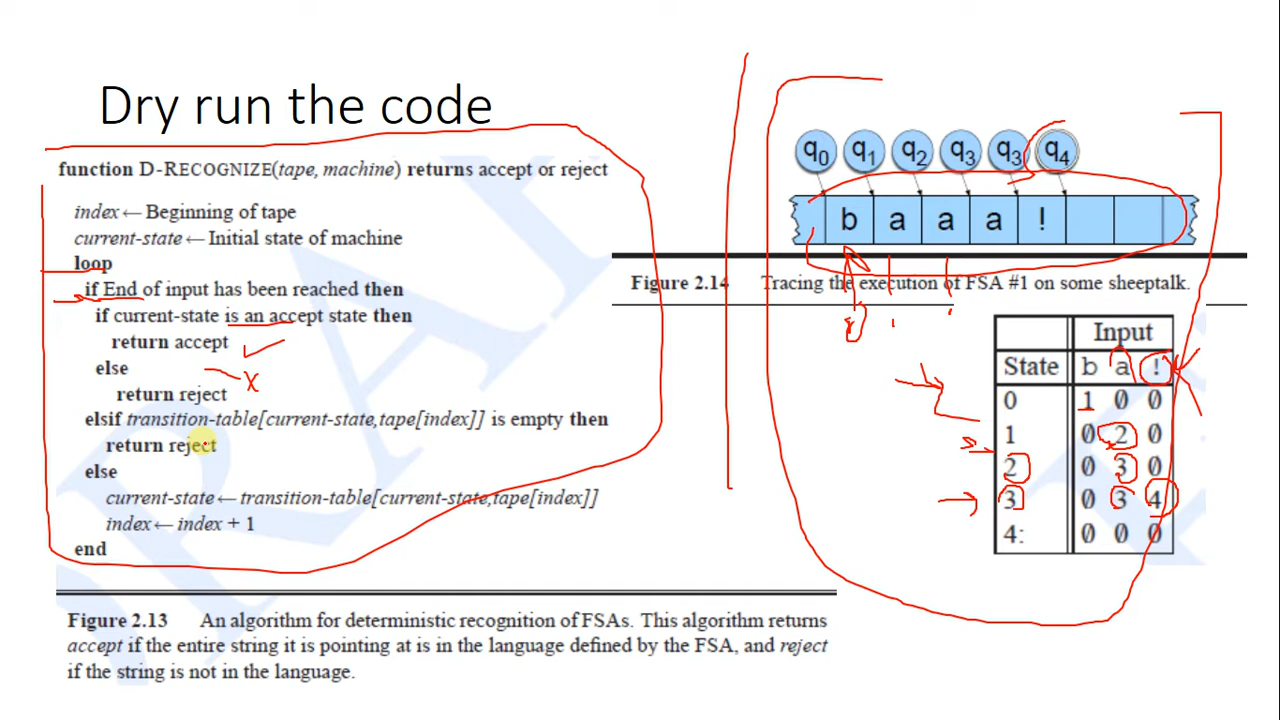 Dry run the code
function D-RECOGNIZE(tape, machine) returns accept or reject
index ← Beginning of tape
current-state ← Initial state of machine
loop
if End of input has been reached then
if current-state is an accept state then
return accept
else
return reject
elsif transition-table[current-state,tape[index]] is empty then
return reject
else
current-state ← transition-table[current-state,tape[index]]
index ← index + 1
end
Figure 2.13 An algorithm for deterministic recognition of FSAs. This algorithm returns
accept if the entire string it is pointing at is in the language defined by the FSA, and reject
if the string is not in the language.
q0 q1 q2 q3 q3 q4
b a a a !
Figure 2.14 Tracing the execution of FSA #1 on some sheeptalk.
Input
State b a !
0 1 0 0
1 0 2 0
2 0 3 0
3 0 3 4
4: 0 0 0